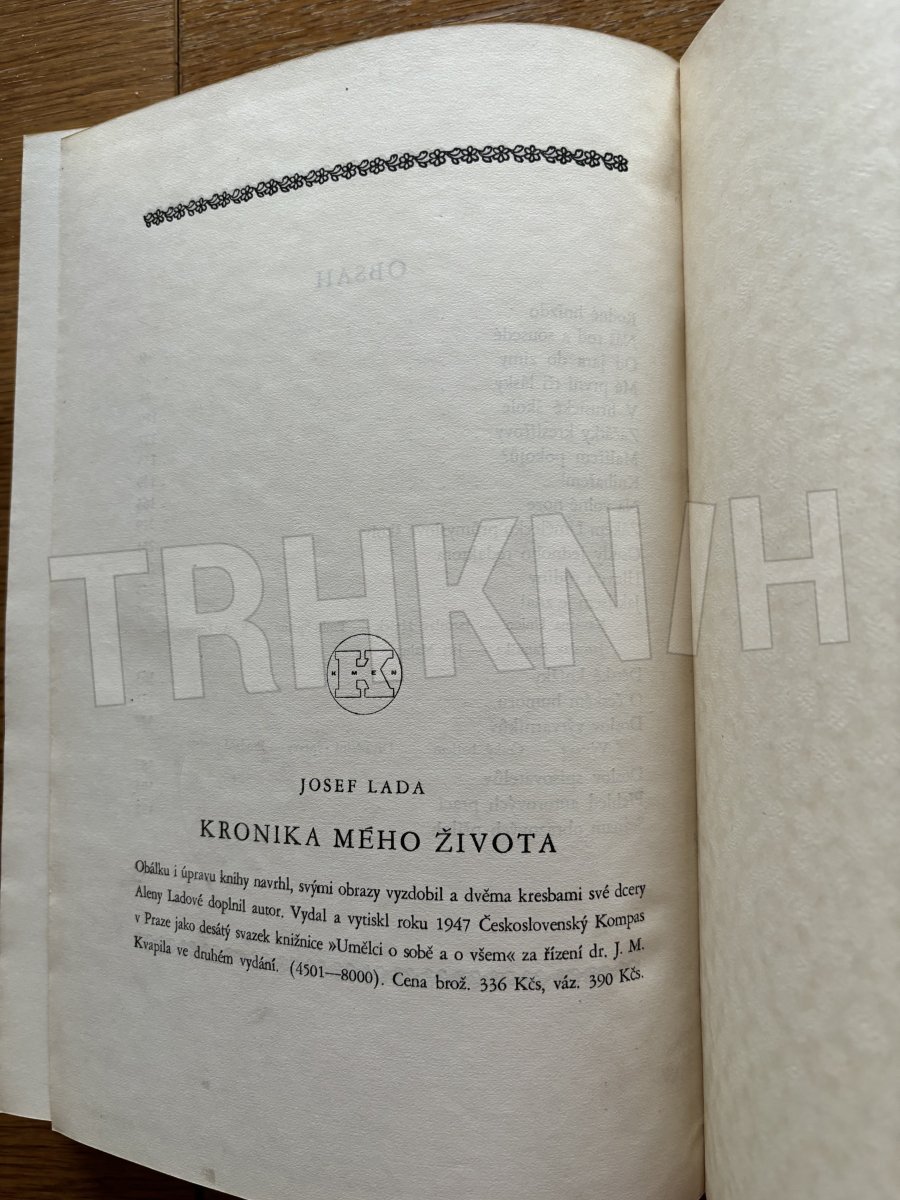 TRHKNIH
KMEN
JOSEF LADA
KRONIKA MÉHO ŽIVOTA
Obálku i úpravu knihy navrhl, svými obrazy vyzdobil a dvěma kresbami své dcery
Aleny Ladové doplnil autor. Vydal a vytiskl roku 1947 Československý Kompas
v Praze jako desátý svazek knižnice »Umělci o sobě a o všem« za řízení dr. J. M.
Kvapila ve druhém vydání. (4501—8000). Cena brož. 336 Kčs, váz. 390 Kčs.